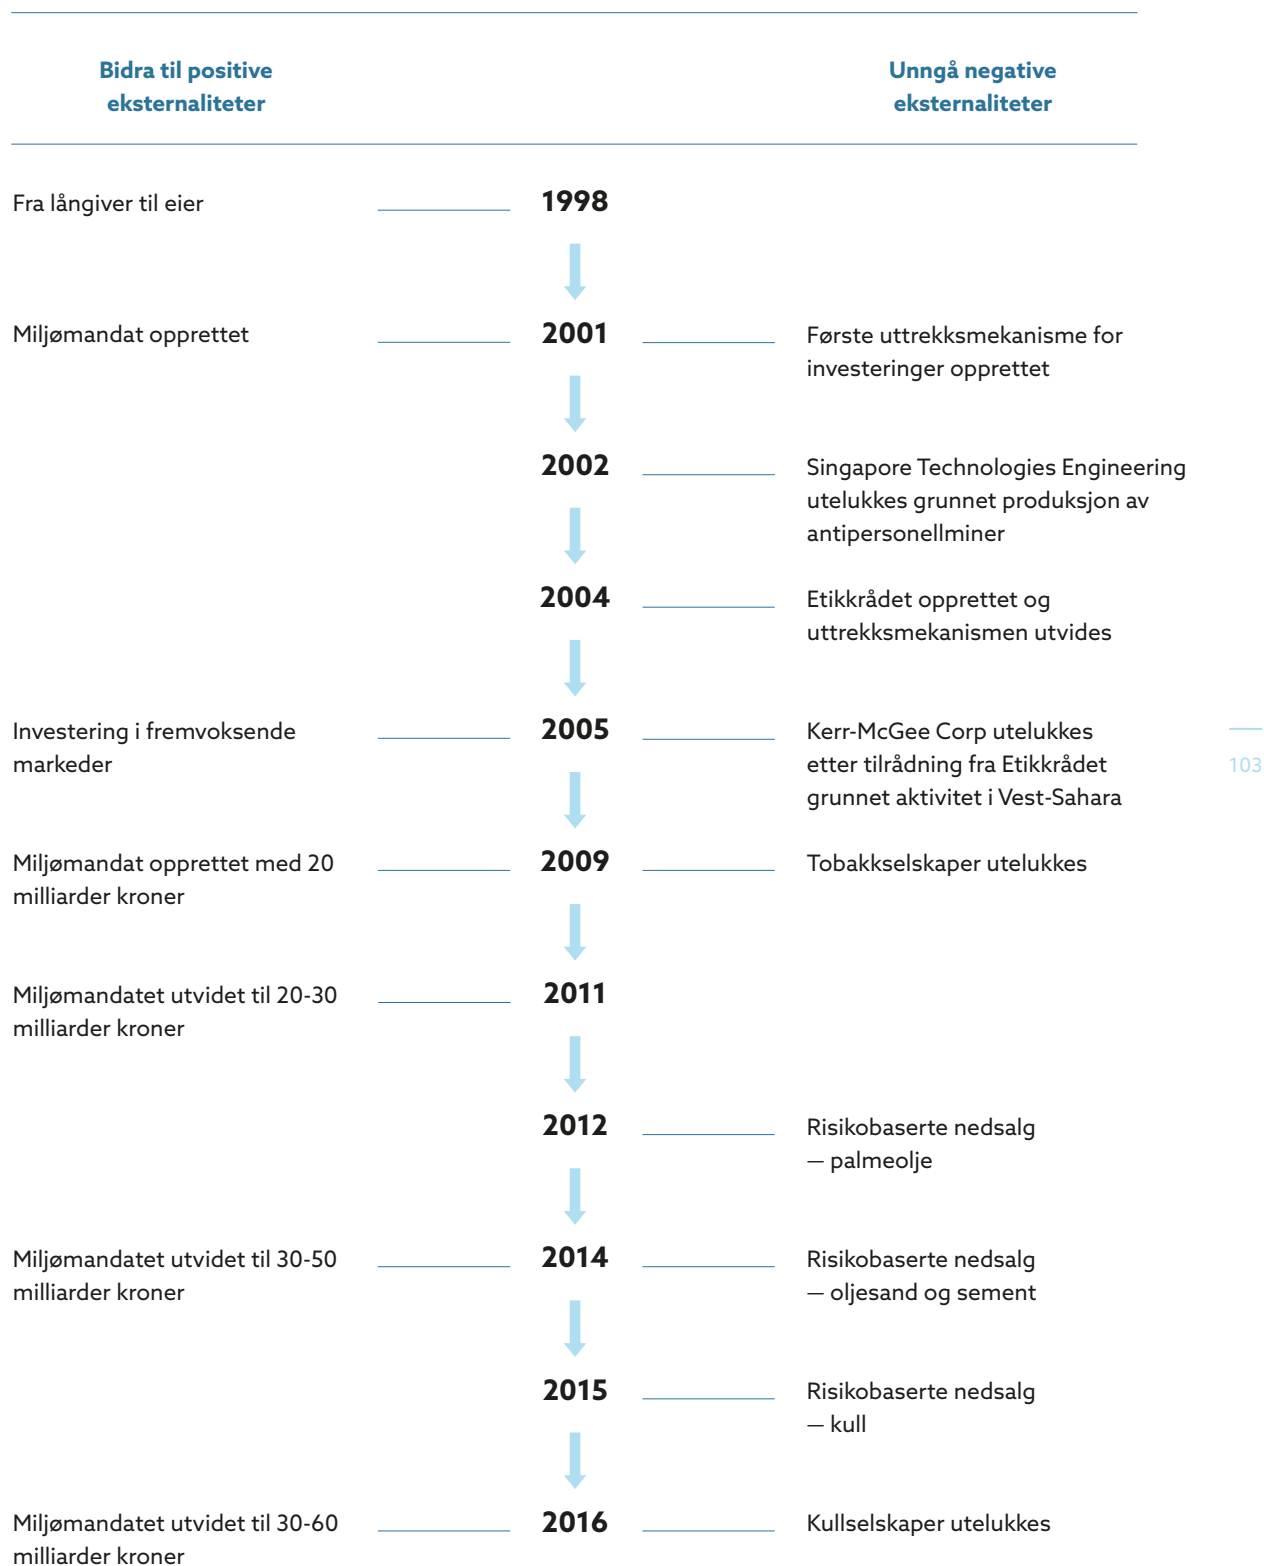 Bidra til positive
eksternaliteter
Unngå negative
eksternaliteter
Fra långiver til eier
1998
Miljømandat opprettet
2001
Første uttrekksmekanisme for
investeringer opprettet
2002
Singapore Technologies Engineering
utelukkes grunnet produksjon av
antipersonellminer
2004
Etikkrådet opprettet og
uttrekksmekanismen utvides
Investering i fremvoksende
markeder
2005
Kerr-McGee Corp utelukkes
etter tilrådning fra Etikkrådet
grunnet aktivitet i Vest-Sahara
103
Miljømandat opprettet med 20
milliarder kroner
2009
Tobakkselskaper utelukkes
Miljømandatet utvidet til 20-30
milliarder kroner
2011
2012
Risikobaserte nedsalg
— palmeolje
Miljømandatet utvidet til 30-50
milliarder kroner
2014
Risikobaserte nedsalg
— oljesand og sement
2015
Risikobaserte nedsalg
— kull
Miljømandatet utvidet til 30-60
milliarder kroner
2016
Kullselskaper utelukkes